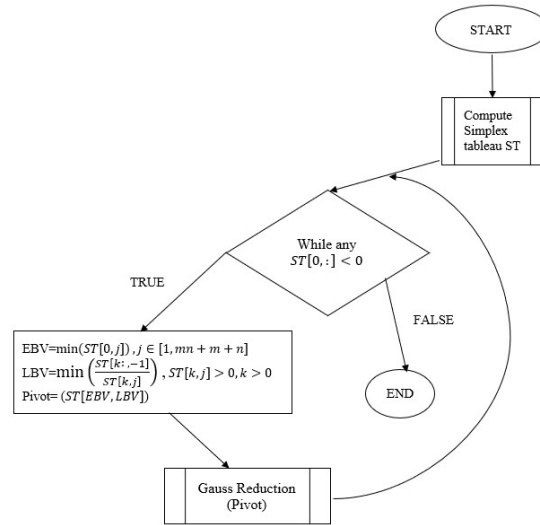 START
Compute
Simplex
tableau ST
While any
ST[0, :] < 0
TRUE
FALSE
EBV=min(ST[0, j]) , j ∈ [1, mn + m + n]
LBV=min(ST[k:,-1]/ST[k,j]) , ST[k, j] > 0, k > 0
Pivot= (ST[EBV, LBV])
END
Gauss Reduction
(Pivot)